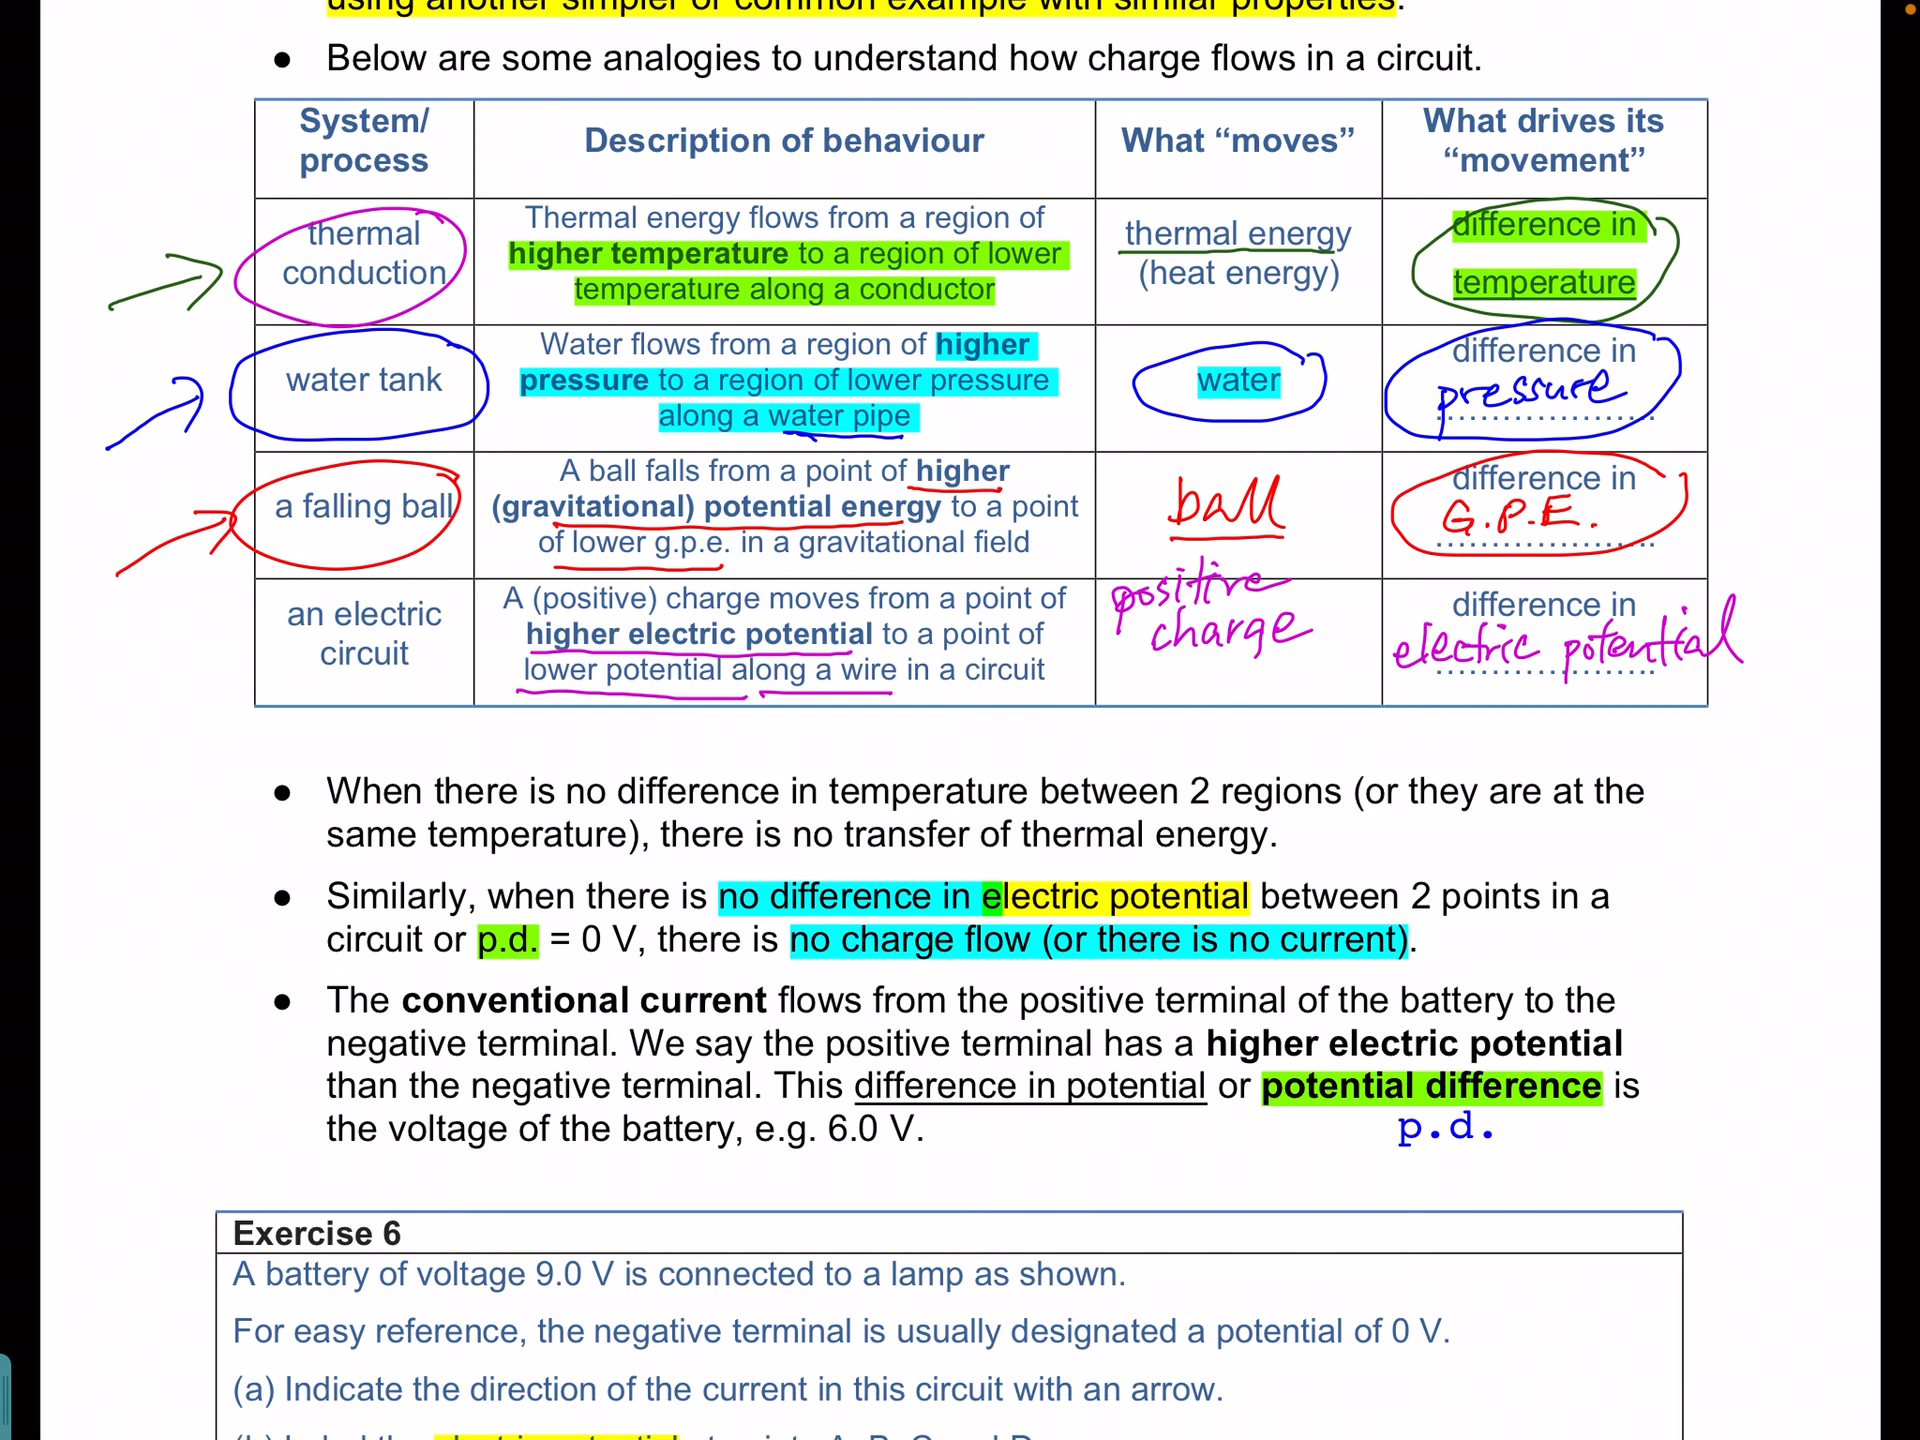 using another simpler or common example with similar properties.
● Below are some analogies to understand how charge flows in a circuit.
System/
process
Description of behaviour
What “moves”
What drives its
“movement”
thermal
conduction
Thermal energy flows from a region of
higher temperature to a region of lower
temperature along a conductor
thermal energy
(heat energy)
difference in
temperature
water tank
Water flows from a region of higher
pressure to a region of lower pressure
along a water pipe
water
difference in
pressure
a falling ball
A ball falls from a point of higher
(gravitational) potential energy to a point
of lower g.p.e. in a gravitational field
ball
difference in
G.P.E.
an electric
circuit
A (positive) charge moves from a point of
higher electric potential to a point of
lower potential along a wire in a circuit
positive
charge
difference in
electric potential
● When there is no difference in temperature between 2 regions (or they are at the
same temperature), there is no transfer of thermal energy.
● Similarly, when there is no difference in electric potential between 2 points in a
circuit or p.d. = 0 V, there is no charge flow (or there is no current).
● The conventional current flows from the positive terminal of the battery to the
negative terminal. We say the positive terminal has a higher electric potential
than the negative terminal. This difference in potential or potential difference is
the voltage of the battery, e.g. 6.0 V.
p.d.
Exercise 6
A battery of voltage 9.0 V is connected to a lamp as shown.
For easy reference, the negative terminal is usually designated a potential of 0 V.
(a) Indicate the direction of the current in this circuit with an arrow.